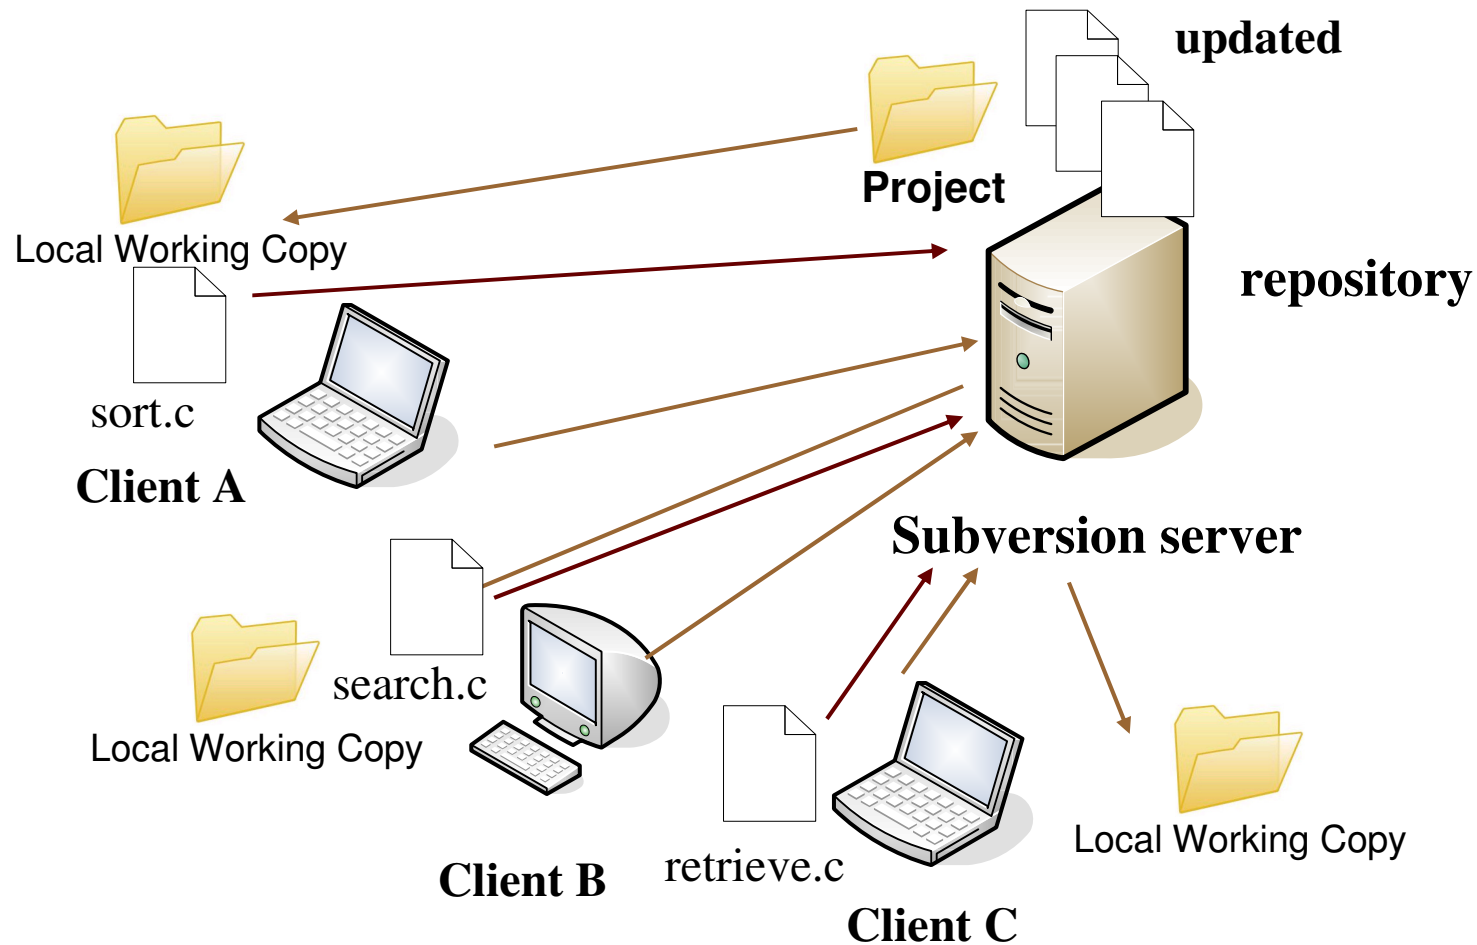 updated
Project
Local Working Copy
repository
sort.c
Client A
Subversion server
search.c
Local Working Copy
Local Working Copy
retrieve.c
Client B
Client C